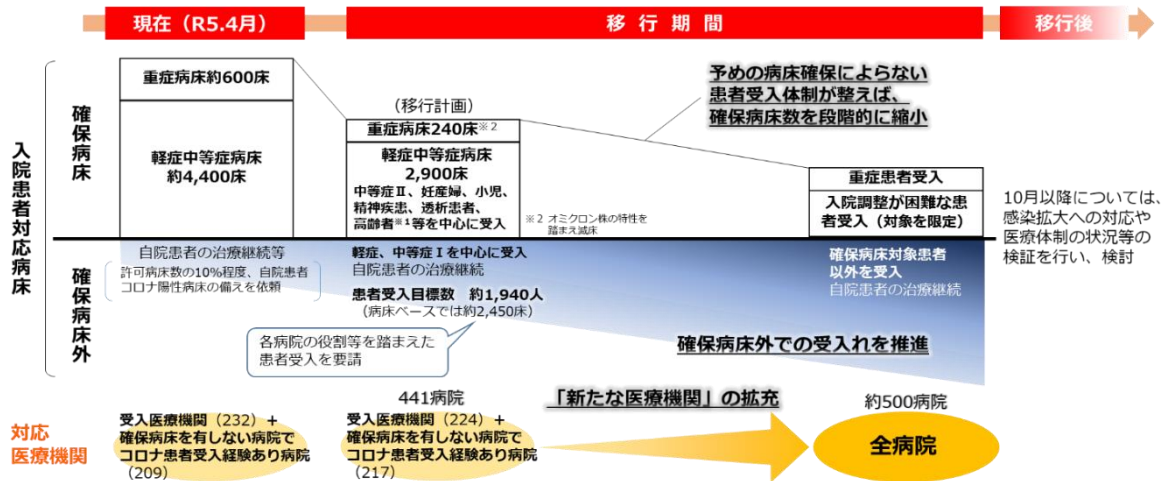 現在（R5.4月）
移行期間
移行後
入院患者対応病床
確保病床
重症病床約600床
軽症中等症病床
約4,400床
（移行計画）
重症病床240床※2
軽症中等症病床
2,900床
中等症Ⅱ、妊産婦、小児、
精神疾患、透析患者、
高齢者※1等を中心に受入
※2 オミクロン株の特性を
踏まえ減床
予めの病床確保によらない
患者受入体制が整えば、
確保病床数を段階的に縮小
重症患者受入
入院調整が困難な患
者受入（対象を限定）
10月以降については、
感染拡大への対応や
医療体制の状況等の
検証を行い、検討
確保病床外
自院患者の治療継続等
許可病床数の10%程度、自院患者
コロナ陽性病床の備えを依頼
軽症、中等症Ⅰを中心に受入
自院患者の治療継続
患者受入目標数　約1,940人
（病床ベースでは約2,450床）
各病院の役割等を踏まえた
患者受入を要請
確保病床対象患者
以外を受入
自院患者の治療継続
確保病床外での受入れを推進
対応
医療機関
受入医療機関（232）+
確保病床を有しない病院で
コロナ患者受入経験あり病院
（209）
441病院
受入医療機関（224）+
確保病床を有しない病院で
コロナ患者受入経験あり病院
（217）
「新たな医療機関」の拡充
約500病院
全病院